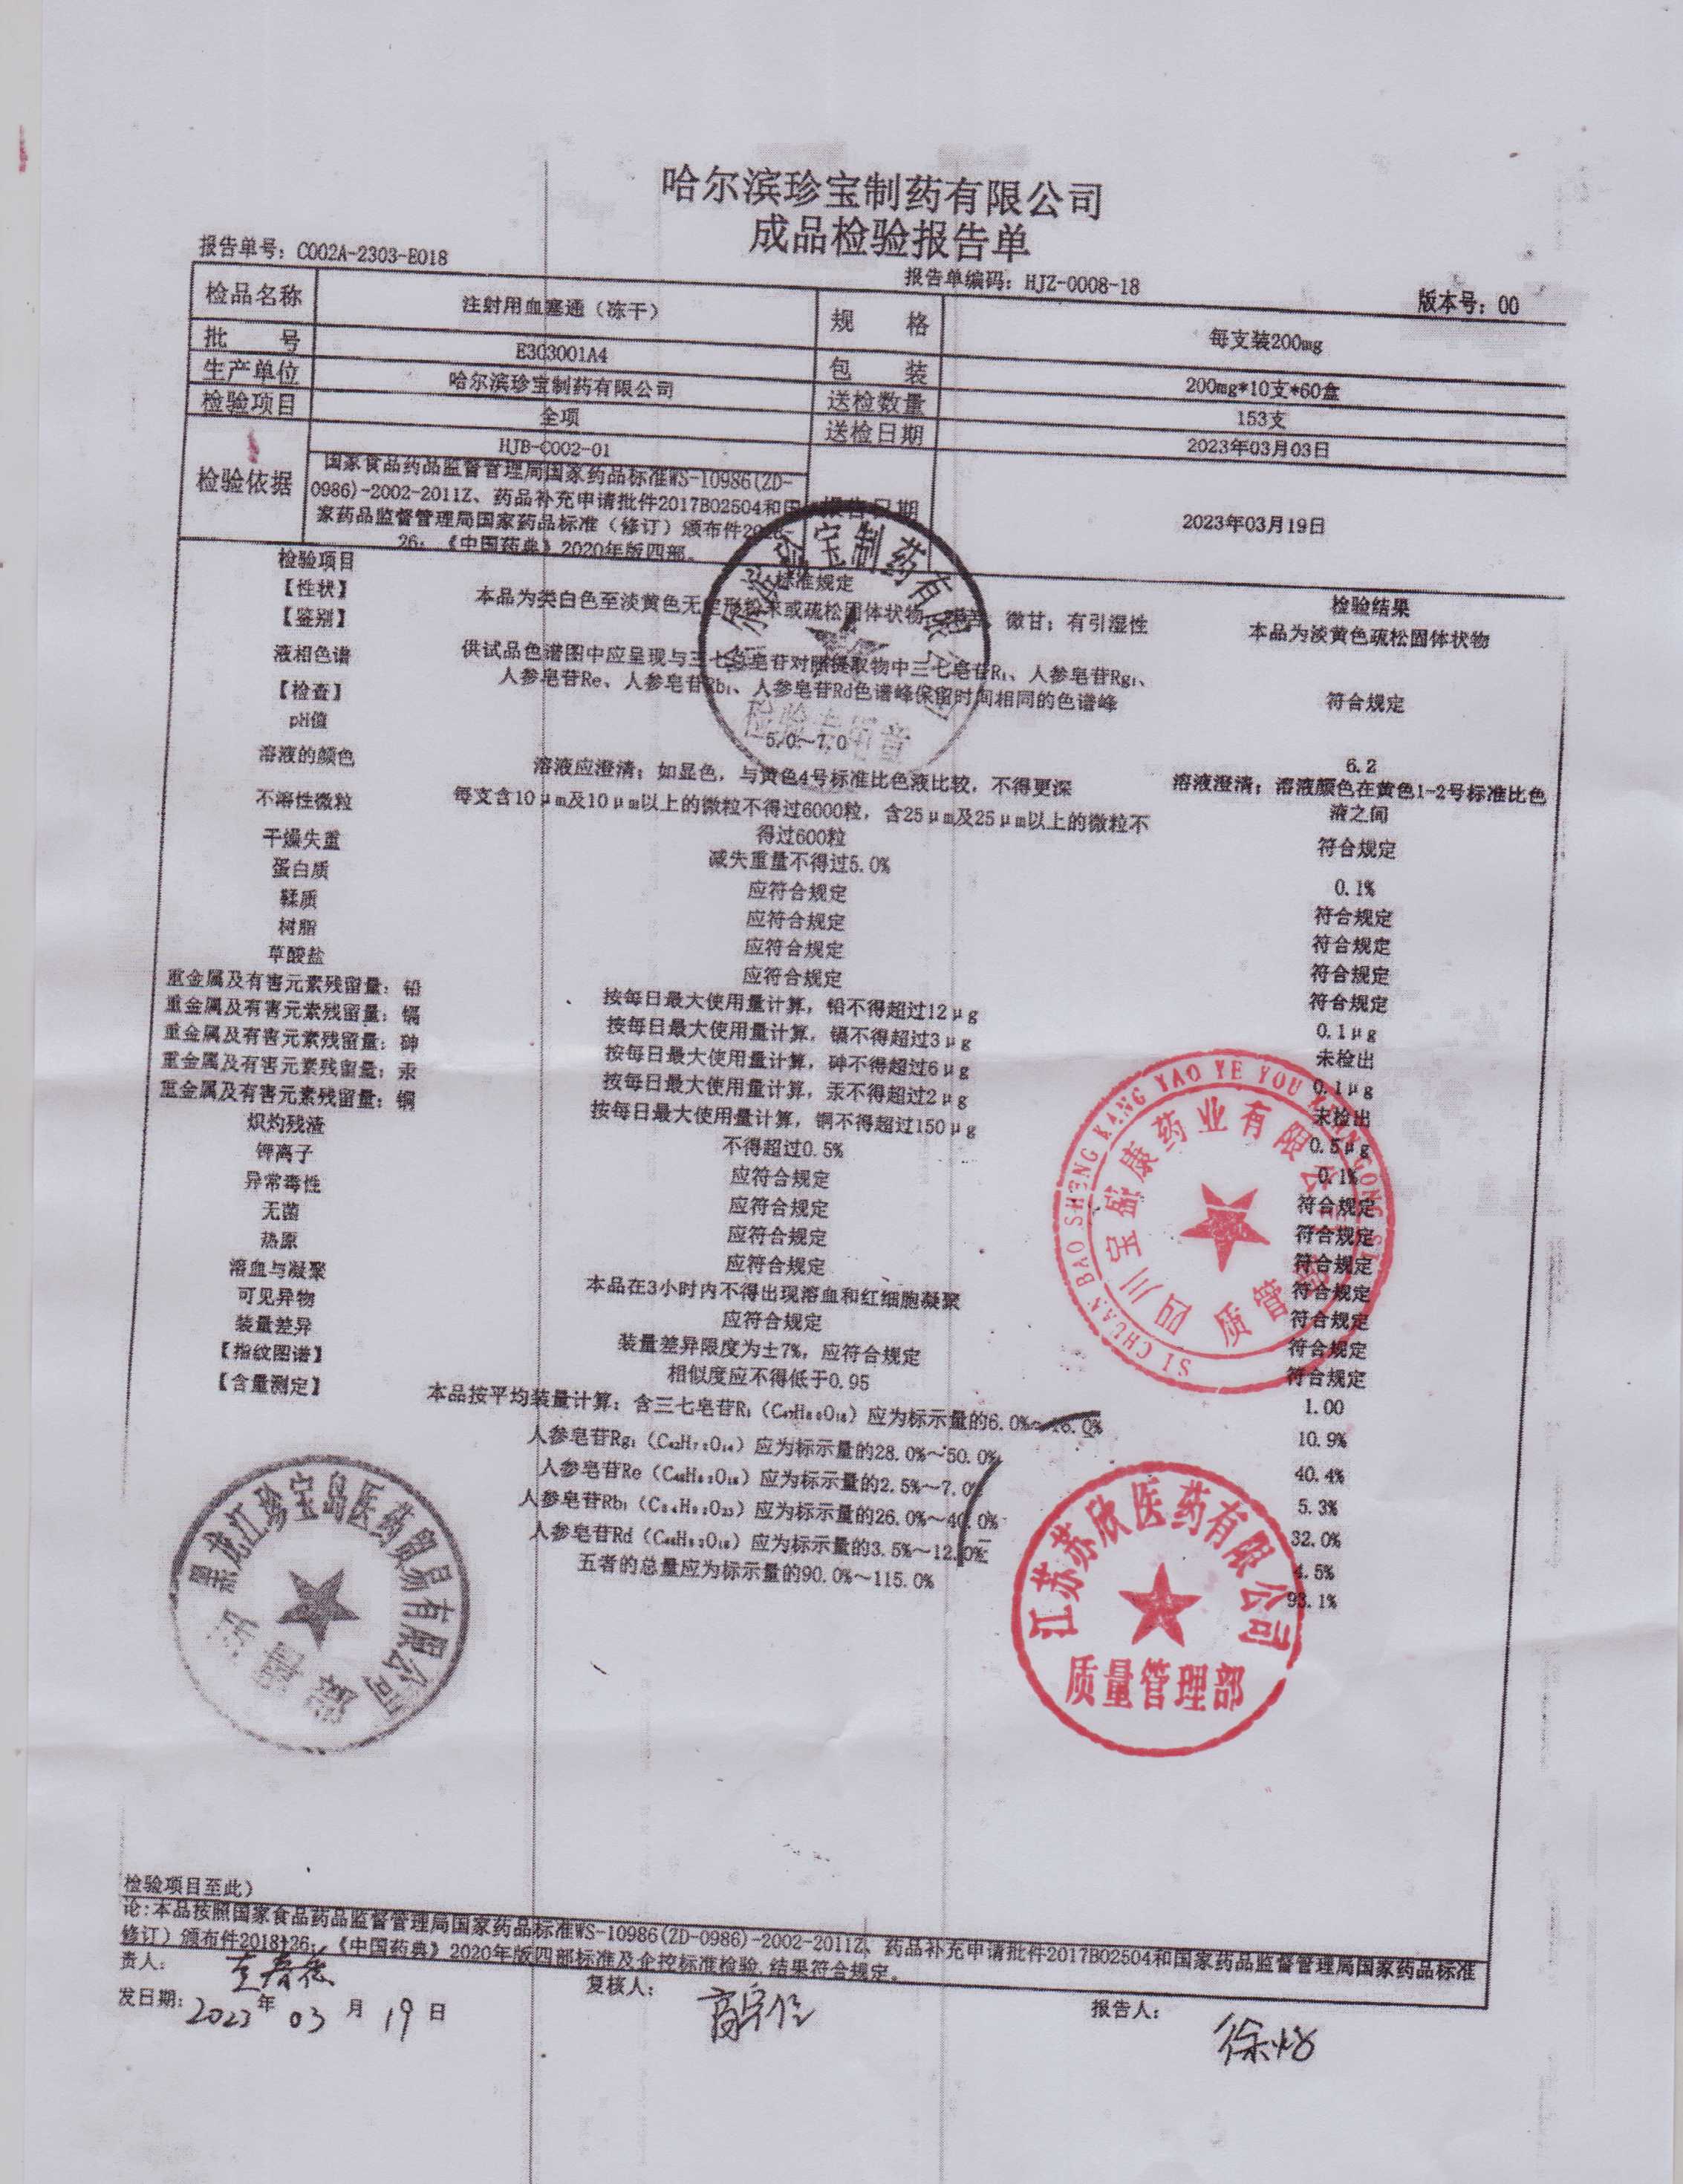 哈尔滨珍宝制药有限公司
成品检验报告单
报告单号：C002A-2303-E018
报告单编码：HJZ-0008-18
版本号：00
检品名称 注射用血塞通（冻干） 规 格 每支装200mg
批 号 E303001A4 包 装 200mg*10支*60盒
生产单位 哈尔滨珍宝制药有限公司 送检数量 153支
检验项目 全项 送检日期 2023年03月03日
检验依据 HJB-C002-01
国家食品药品监督管理局国家药品标准WS-10986(ZD-
0986)-2002-2011Z、药品补充申请批件2017B02504和国
家药品监督管理局国家药品标准（修订）颁布件2018-
26；《中国药典》2020年版四部。
报告日期 2023年03月19日
检验项目 标准规定 检验结果
【性状】 本品为类白色至淡黄色无定形粉末或疏松固体状物 微甘；有引湿性 本品为淡黄色疏松固体状物
【鉴别】
液相色谱 供试品色谱图中应呈现与三七总皂苷对照提取物中三七皂苷R₁、人参皂苷Rg₁、
人参皂苷Re、人参皂苷Rb₁、人参皂苷Rd色谱峰保留时间相同的色谱峰 符合规定
【检查】
pH值 5.0～7.0 6.2
溶液的颜色 溶液应澄清；如显色，与黄色4号标准比色液比较，不得更深 溶液澄清；溶液颜色在黄色1-2号标准比色
液之间
不溶性微粒 每支含10μm及10μm以上的微粒不得过6000粒，含25μm及25μm以上的微粒不
得过600粒 符合规定
干燥失重 减失重量不得过5.0% 0.1%
蛋白质 应符合规定 符合规定
鞣质 应符合规定 符合规定
树脂 应符合规定 符合规定
草酸盐 应符合规定 符合规定
重金属及有害元素残留量：铅 按每日最大使用量计算，铅不得超过12μg 0.1μg
重金属及有害元素残留量：镉 按每日最大使用量计算，镉不得超过3μg 未检出
重金属及有害元素残留量：砷 按每日最大使用量计算，砷不得超过6μg 0.1μg
重金属及有害元素残留量：汞 按每日最大使用量计算，汞不得超过2μg 未检出
重金属及有害元素残留量：铜 按每日最大使用量计算，铜不得超过150μg 0.5μg
炽灼残渣 不得超过0.5% 0.1%
钾离子 应符合规定 符合规定
异常毒性 应符合规定 符合规定
无菌 应符合规定 符合规定
热原 应符合规定 符合规定
溶血与凝聚 本品在3小时内不得出现溶血和红细胞凝聚 符合规定
可见异物 应符合规定 符合规定
装量差异 装量差异限度为±7%，应符合规定 符合规定
【指纹图谱】 相似度应不得低于0.95 1.00
【含量测定】 本品按平均装量计算：含三七皂苷R₁（C₄₇H₈₀O₁₈）应为标示量的6.0%～16.0% 10.9%
人参皂苷Rg₁（C₄₂H₇₂O₁₄）应为标示量的28.0%～50.0% 40.4%
人参皂苷Re（C₄₈H₈₂O₁₈）应为标示量的2.5%～7.0% 5.3%
人参皂苷Rb₁（C₅₄H₉₂O₂₃）应为标示量的26.0%～40.0% 32.0%
人参皂苷Rd（C₄₈H₈₂O₁₈）应为标示量的3.5%～12.0% 4.5%
五者的总量应为标示量的90.0%～115.0% 93.1%
检验专用章
SI CHUAN BAO SHENG KANG YAO YE YOU XIAN GONG SI
四川宝盛康药业有限公司
质管
黑龙江珍宝岛医药贸易有限公司
江苏苏欣医药有限公司
质量管理部
检验项目至此）
论：本品按照国家食品药品监督管理局国家药品标准WS-10986(ZD-0986)-2002-2011Z、药品补充申请批件2017B02504和国家药品监督管理局国家药品标准
修订）颁布件2018-26；《中国药典》2020年版四部标准及企控标准检验,结果符合规定。
责人： 复核人： 报告人：
发日期： 2023年 03 月 19 日